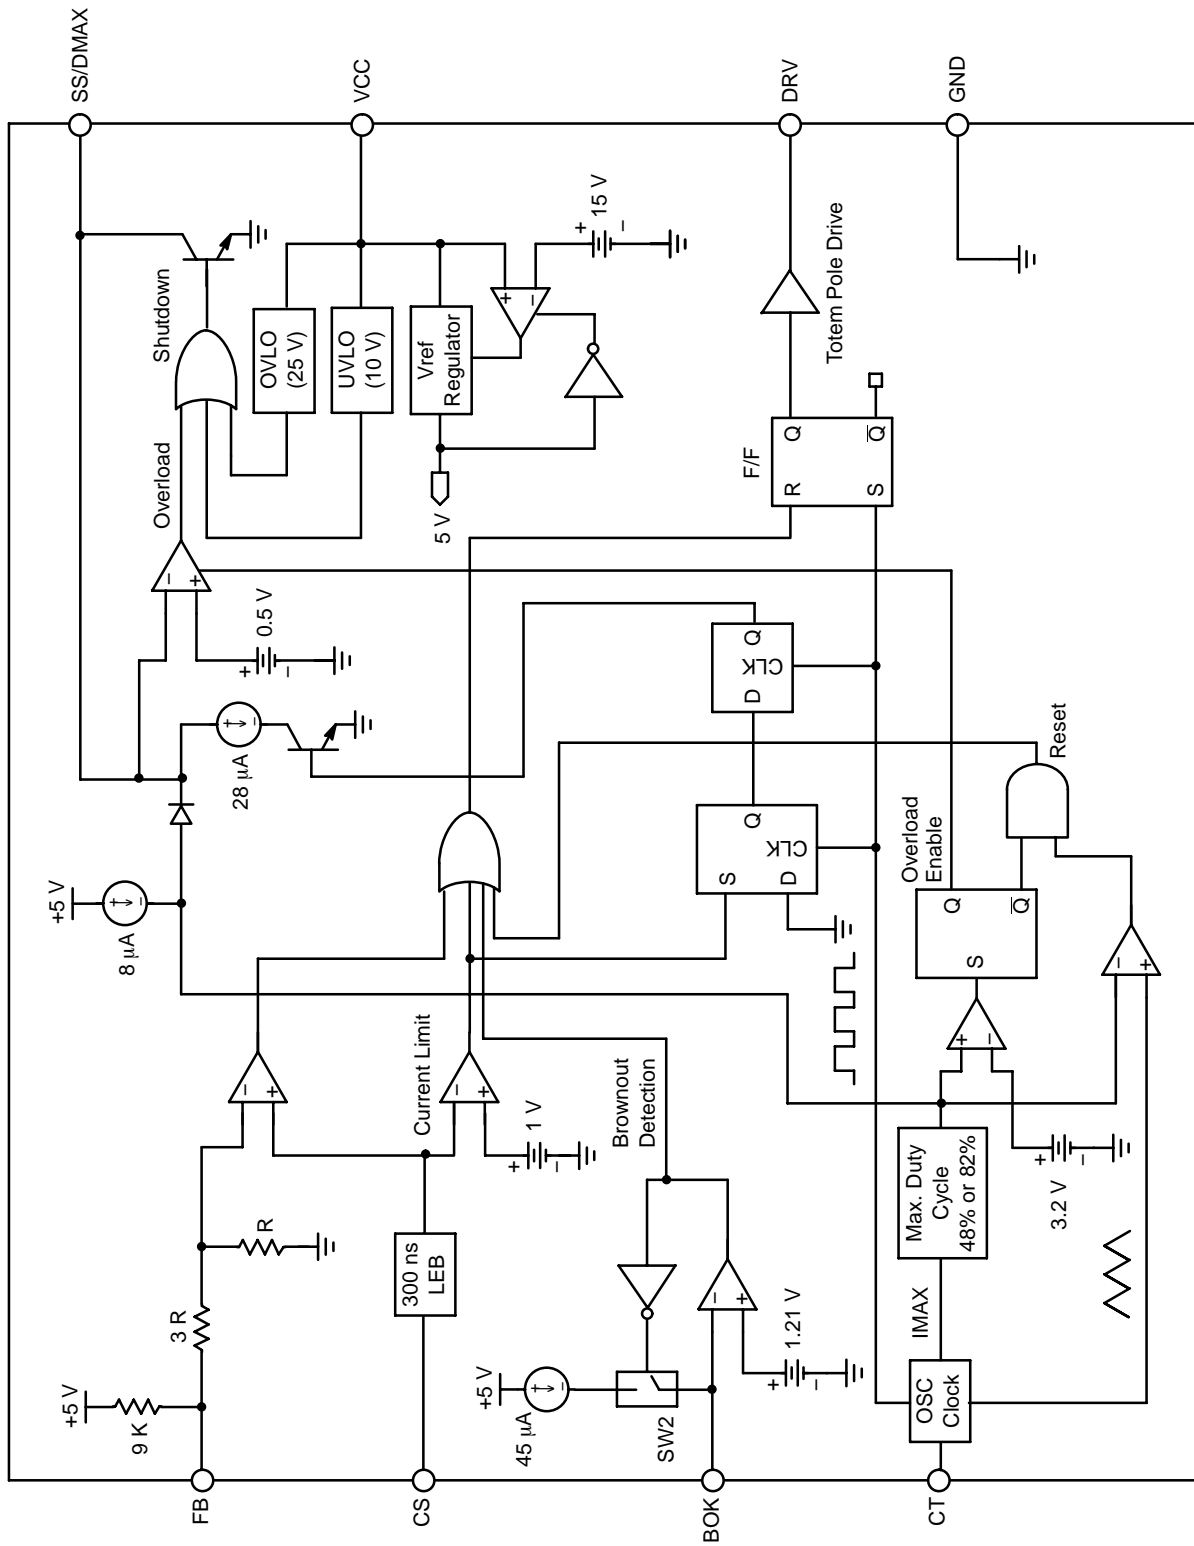 +5 V
+5 V
SS/DMAX
8 µA
9 K
3 R
Overload
Shutdown
FB
R
28 µA
0.5 V
OVLO
(25 V)
UVLO
(10 V)
VCC
CS
300 ns
LEB
Current Limit
5 V
Vref
Regulator
15 V
+5 V
1 V
45 µA
Brownout
Detection
SW2
BOK
S
Q
D
CLK
D
Q
CLK
F/F
R
Q
S
Q
DRV
1.21 V
Totem Pole Drive
CT
OSC
Clock
IMAX
Max. Duty
Cycle
48% or 82%
Overload
Enable
S
Q
Q
GND
3.2 V
Reset